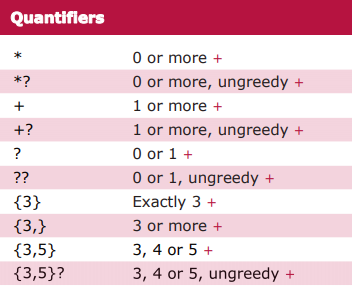 Quantifiers
* 0 or more +
*? 0 or more, ungreedy +
+ 1 or more +
+? 1 or more, ungreedy +
? 0 or 1 +
?? 0 or 1, ungreedy +
{3} Exactly 3 +
{3,} 3 or more +
{3,5} 3, 4 or 5 +
{3,5}? 3, 4 or 5, ungreedy +